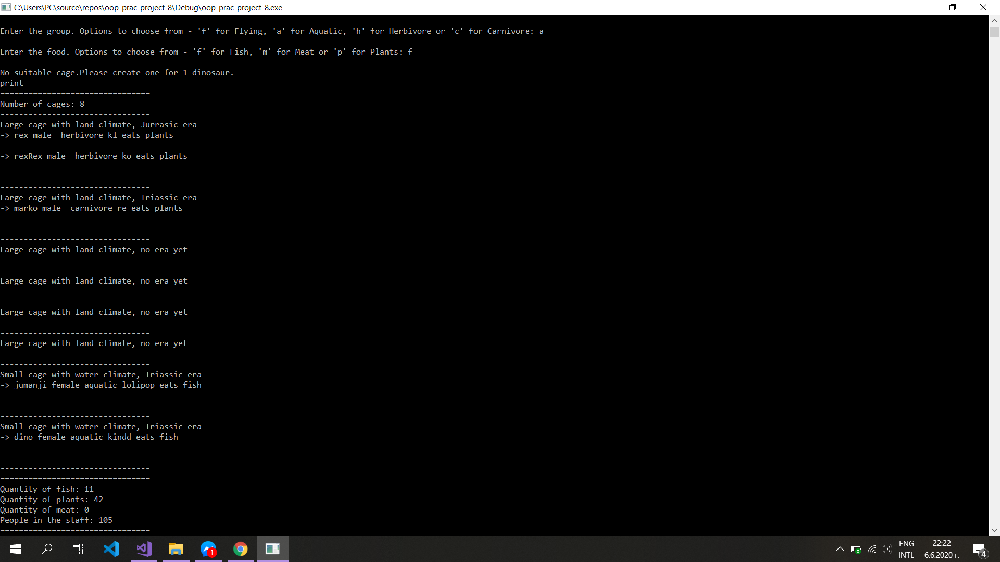 C:\Users\PC\source\repos\oop-prac-project-8\Debug\oop-prac-project-8.exe
Enter the group. Options to choose from - 'f' for Flying, 'a' for Aquatic, 'h' for Herbivore or 'c' for Carnivore: a
Enter the food. Options to choose from - 'f' for Fish, 'm' for Meat or 'p' for Plants: f
No suitable cage.Please create one for 1 dinosaur.
print
================================
Number of cages: 8
--------------------------------
Large cage with land climate, Jurrasic era
-> rex male  herbivore kl eats plants
-> rexRex male  herbivore ko eats plants
--------------------------------
Large cage with land climate, Triassic era
-> marko male  carnivore re eats plants
--------------------------------
Large cage with land climate, no era yet
--------------------------------
Large cage with land climate, no era yet
--------------------------------
Large cage with land climate, no era yet
--------------------------------
Large cage with land climate, no era yet
--------------------------------
Small cage with water climate, Triassic era
-> jumanji female aquatic lolipop eats fish
--------------------------------
Small cage with water climate, Triassic era
-> dino female aquatic kindd eats fish
--------------------------------
================================
Quantity of fish: 11
Quantity of plants: 42
Quantity of meat: 0
People in the staff: 105
================================
1
ENG
INTL
22:22
6.6.2020 г.
4